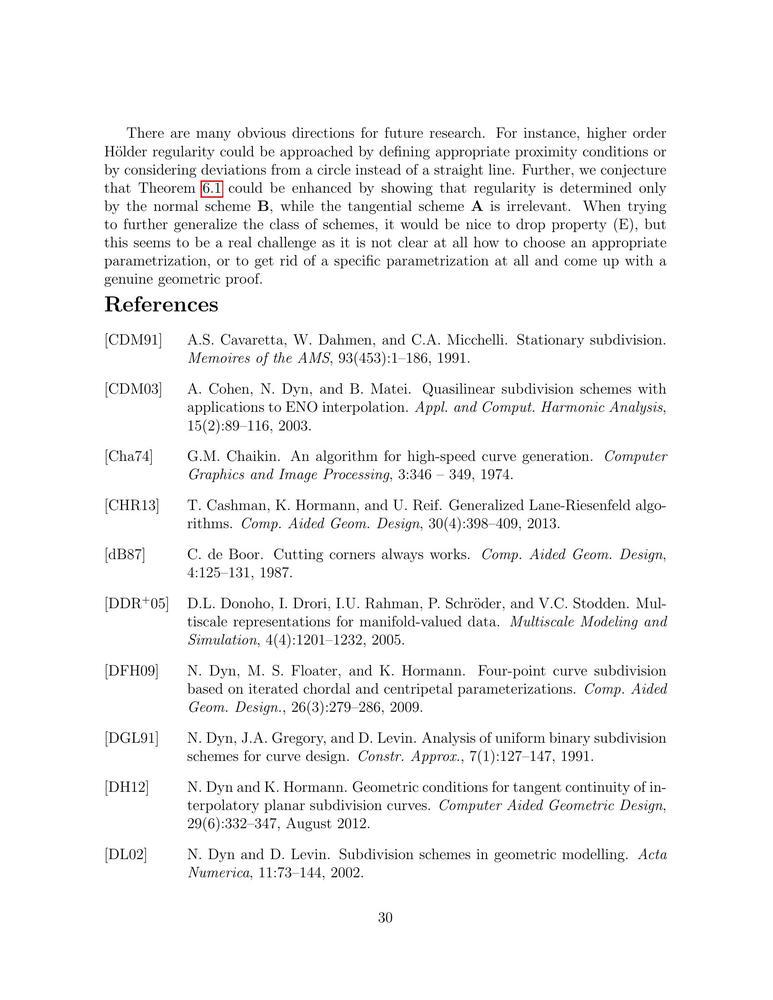 There are many obvious directions for future research. For instance, higher order
Hölder regularity could be approached by defining appropriate proximity conditions or
by considering deviations from a circle instead of a straight line. Further, we conjecture
that Theorem 6.1 could be enhanced by showing that regularity is determined only
by the normal scheme B, while the tangential scheme A is irrelevant. When trying
to further generalize the class of schemes, it would be nice to drop property (E), but
this seems to be a real challenge as it is not clear at all how to choose an appropriate
parametrization, or to get rid of a specific parametrization at all and come up with a
genuine geometric proof.
References
[CDM91] A.S. Cavaretta, W. Dahmen, and C.A. Micchelli. Stationary subdivision.
Memoires of the AMS, 93(453):1–186, 1991.
[CDM03] A. Cohen, N. Dyn, and B. Matei. Quasilinear subdivision schemes with
applications to ENO interpolation. Appl. and Comput. Harmonic Analysis,
15(2):89–116, 2003.
[Cha74] G.M. Chaikin. An algorithm for high-speed curve generation. Computer
Graphics and Image Processing, 3:346 – 349, 1974.
[CHR13] T. Cashman, K. Hormann, and U. Reif. Generalized Lane-Riesenfeld algo-
rithms. Comp. Aided Geom. Design, 30(4):398–409, 2013.
[dB87] C. de Boor. Cutting corners always works. Comp. Aided Geom. Design,
4:125–131, 1987.
[DDR+05] D.L. Donoho, I. Drori, I.U. Rahman, P. Schröder, and V.C. Stodden. Mul-
tiscale representations for manifold-valued data. Multiscale Modeling and
Simulation, 4(4):1201–1232, 2005.
[DFH09] N. Dyn, M. S. Floater, and K. Hormann. Four-point curve subdivision
based on iterated chordal and centripetal parameterizations. Comp. Aided
Geom. Design., 26(3):279–286, 2009.
[DGL91] N. Dyn, J.A. Gregory, and D. Levin. Analysis of uniform binary subdivision
schemes for curve design. Constr. Approx., 7(1):127–147, 1991.
[DH12] N. Dyn and K. Hormann. Geometric conditions for tangent continuity of in-
terpolatory planar subdivision curves. Computer Aided Geometric Design,
29(6):332–347, August 2012.
[DL02] N. Dyn and D. Levin. Subdivision schemes in geometric modelling. Acta
Numerica, 11:73–144, 2002.
30